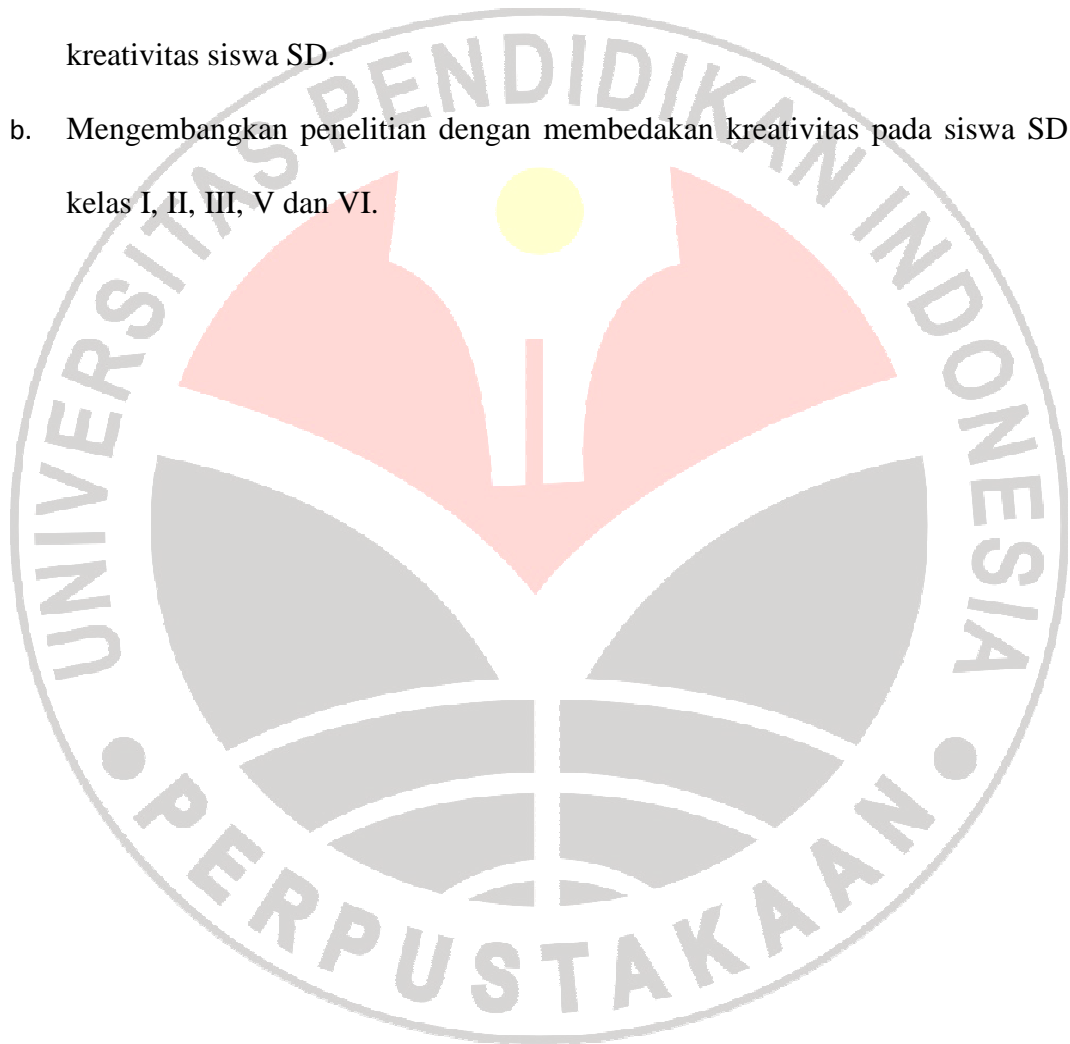 kreativitas siswa SD.
b. Mengembangkan penelitian dengan membedakan kreativitas pada siswa SD
kelas I, II, III, V dan VI.
UNIVERSITAS PENDIDIKAN INDONESIA
PERPUSTAKAAN